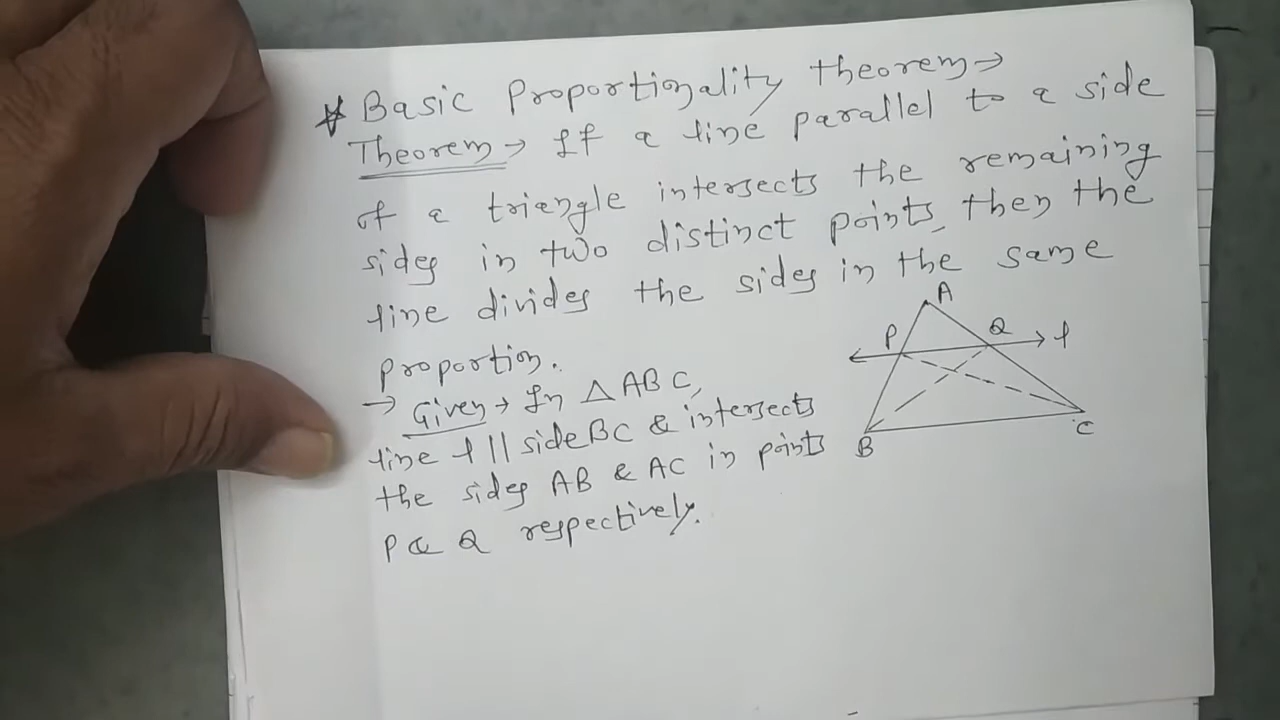 * Basic Proportionality theorem →
Theorem → If a line parallel to a side
of a triangle intersects the remaining
sides in two distinct points, then the
line divides the sides in the same
proportion.
→ Given → In △ABC,
line l || side BC & intersects
the sides AB & AC in points
P & Q respectively.
A
P
Q
l
B
C